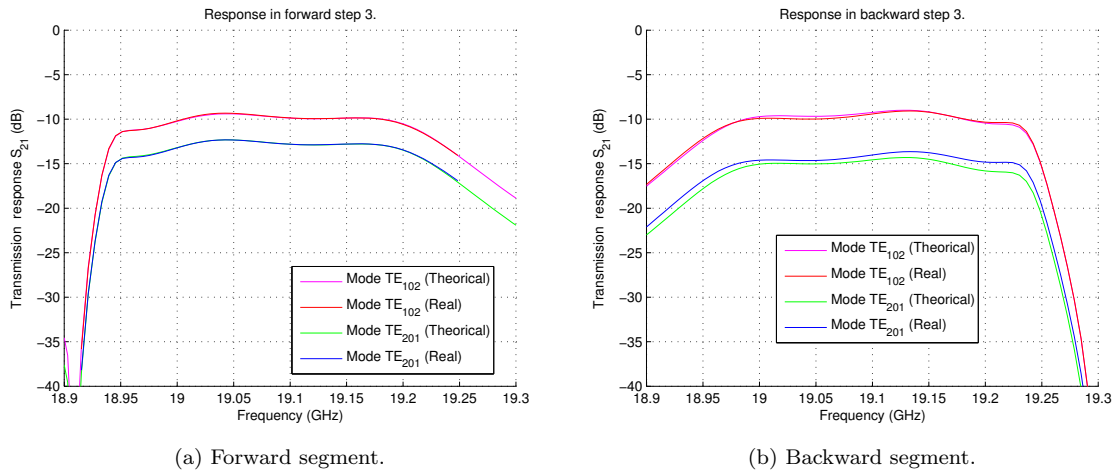 Response in forward step 3.
Transmission response S21 (dB)
0
−5
−10
−15
−20
−25
−30
−35
−40
18.9 18.95 19 19.05 19.1 19.15 19.2 19.25 19.3
Frequency (GHz)
Mode TE102 (Theorical)
Mode TE102 (Real)
Mode TE201 (Theorical)
Mode TE201 (Real)
(a) Forward segment.
Response in backward step 3.
Transmission response S21 (dB)
0
−5
−10
−15
−20
−25
−30
−35
−40
18.9 18.95 19 19.05 19.1 19.15 19.2 19.25 19.3
Frequency (GHz)
Mode TE102 (Theorical)
Mode TE102 (Real)
Mode TE201 (Theorical)
Mode TE201 (Real)
(b) Backward segment.